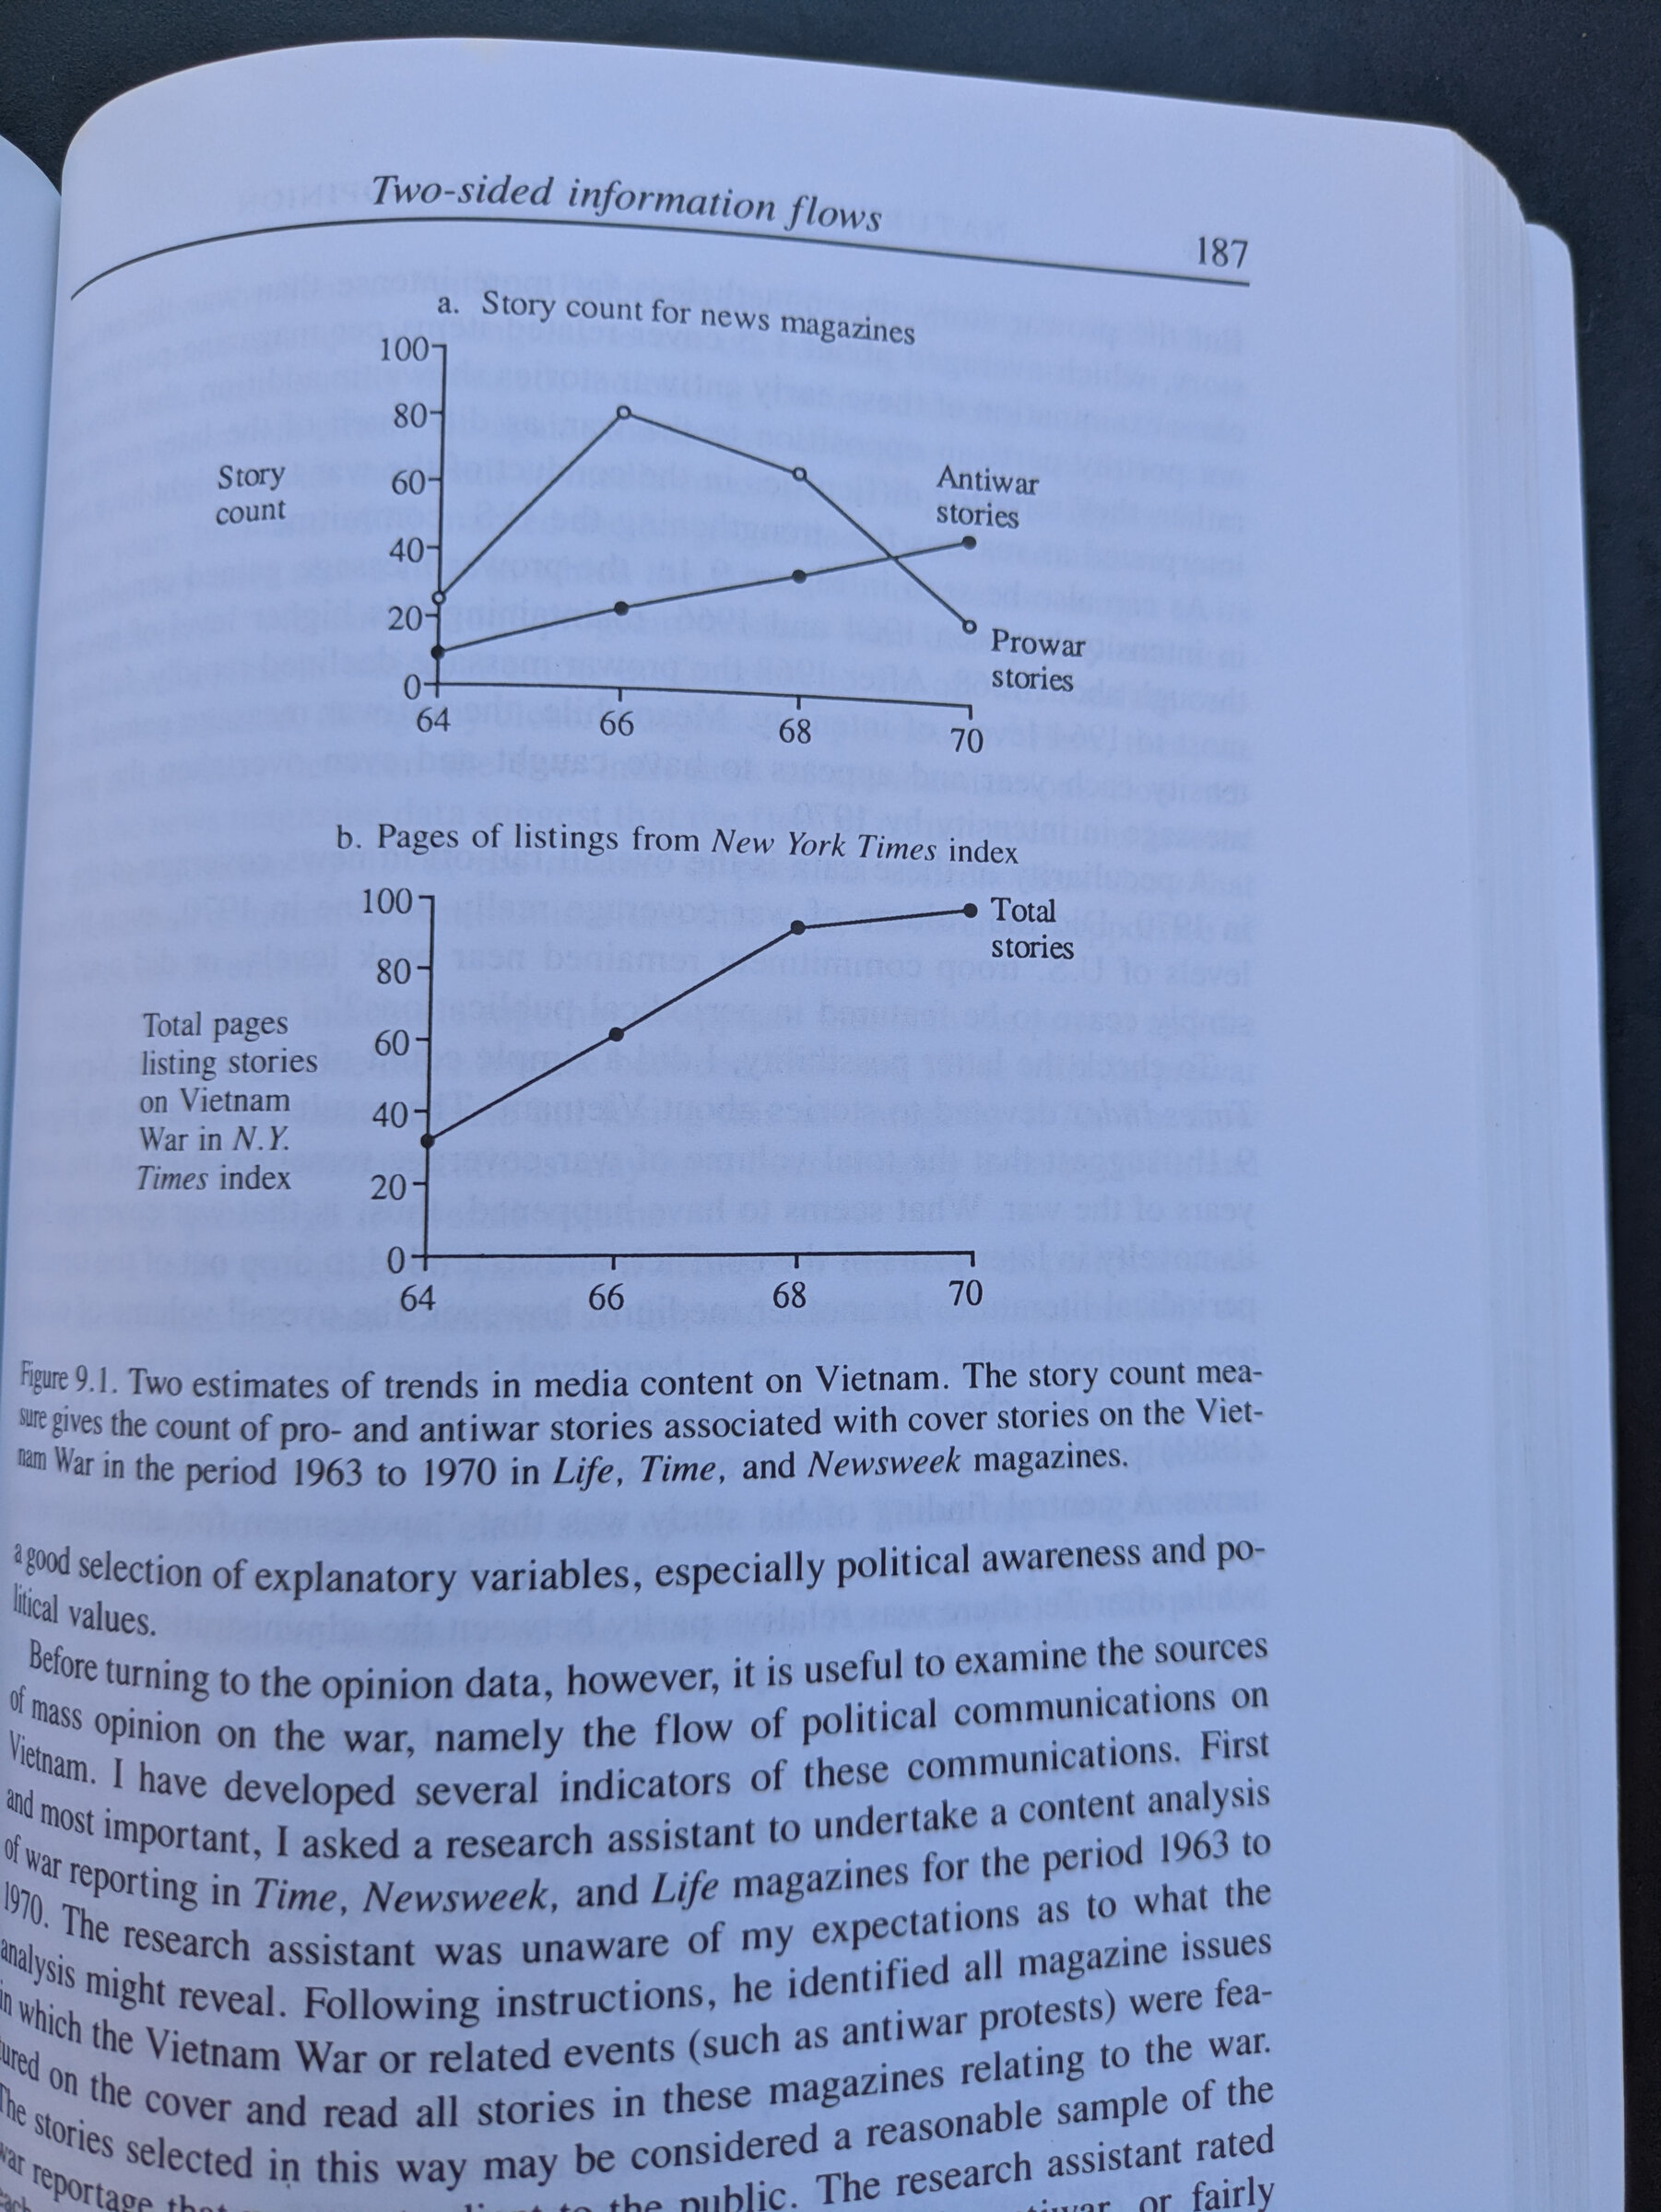 Two-sided information flows
187
a. Story count for news magazines
100
80
60
40
20
0
Story
count
Antiwar
stories
Prowar
stories
64 66 68 70
b. Pages of listings from New York Times index
100
80
60
40
20
0
Total pages
listing stories
on Vietnam
War in N.Y.
Times index
Total
stories
64 66 68 70
Figure 9.1. Two estimates of trends in media content on Vietnam. The story count mea-
sure gives the count of pro- and antiwar stories associated with cover stories on the Viet-
nam War in the period 1963 to 1970 in Life, Time, and Newsweek magazines.
a good selection of explanatory variables, especially political awareness and po-
litical values.
Before turning to the opinion data, however, it is useful to examine the sources
of mass opinion on the war, namely the flow of political communications on
Vietnam. I have developed several indicators of these communications. First
and most important, I asked a research assistant to undertake a content analysis
of war reporting in Time, Newsweek, and Life magazines for the period 1963 to
1970. The research assistant was unaware of my expectations as to what the
analysis might reveal. Following instructions, he identified all magazine issues
in which the Vietnam War or related events (such as antiwar protests) were fea-
tured on the cover and read all stories in these magazines relating to the war.
The stories selected in this way may be considered a reasonable sample of the
war reportage to the public. The research assistant rated
or fairly